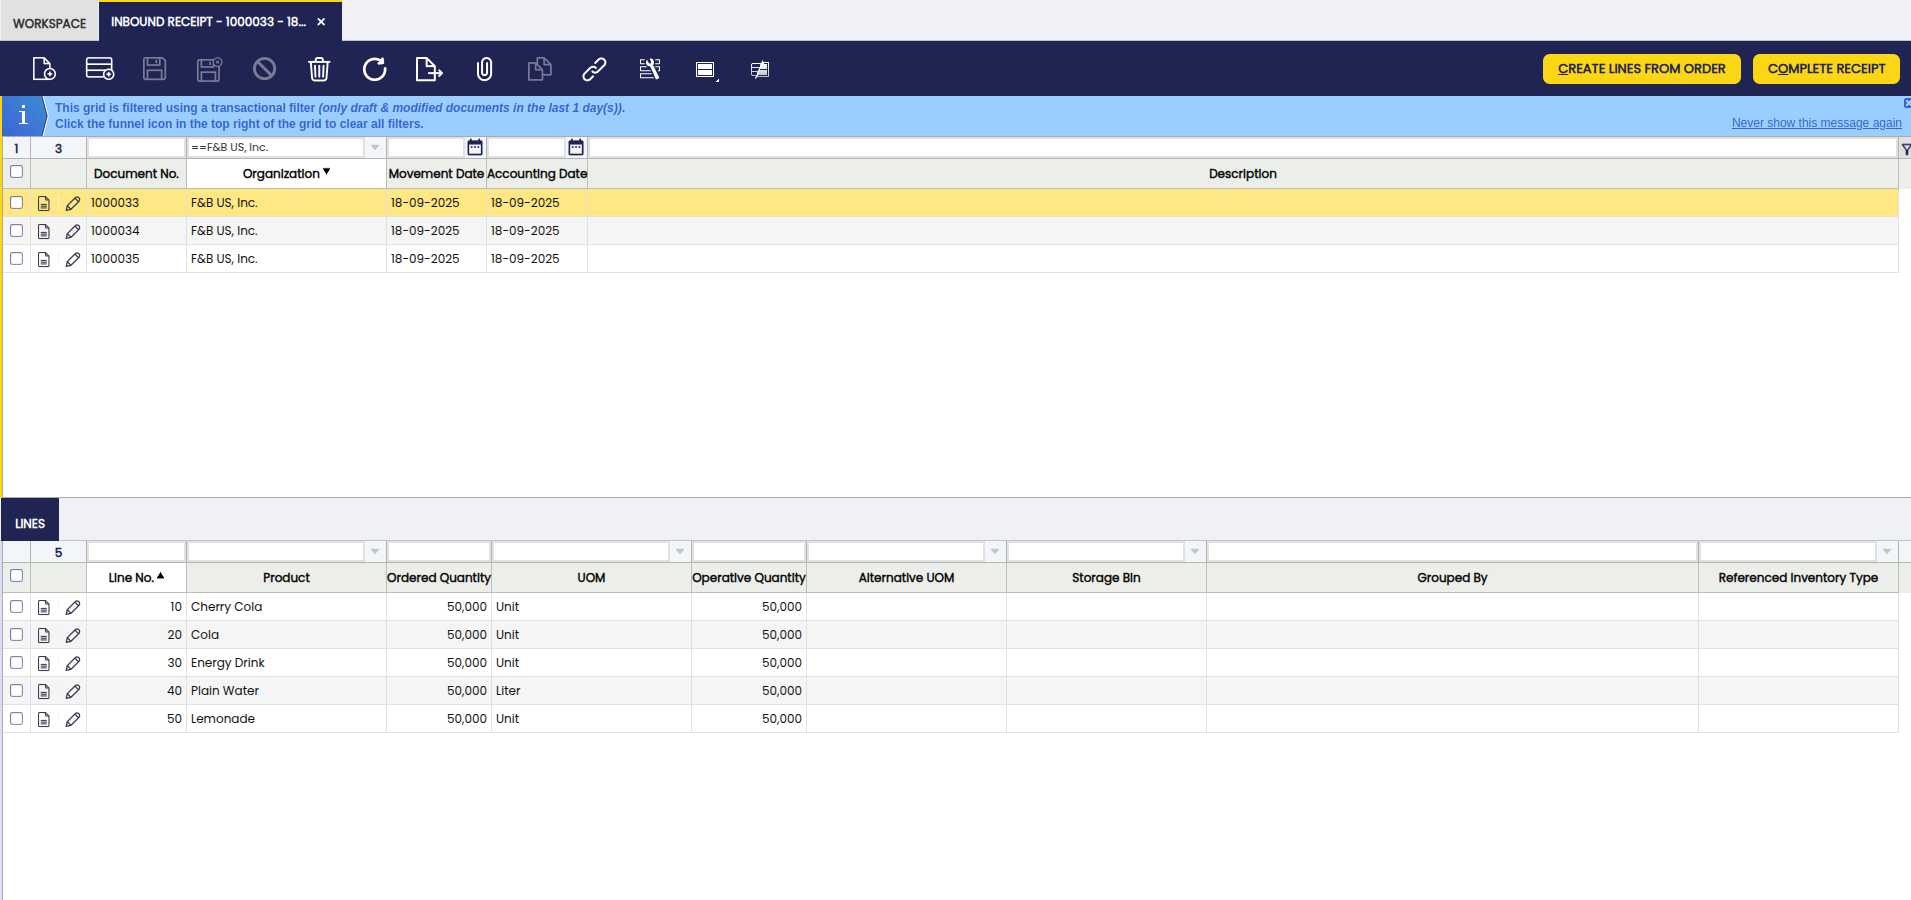 WORKSPACE INBOUND RECEIPT - 1000033 - 18...
CREATE LINES FROM ORDER COMPLETE RECEIPT
This grid is filtered using a transactional filter (only draft & modified documents in the last 1 day(s)).
Click the funnel icon in the top right of the grid to clear all filters.
Never show this message again
1 3 ==F&B US, Inc.
Document No. Organization Movement Date Accounting Date Description
1000033 F&B US, Inc. 18-09-2025 18-09-2025
1000034 F&B US, Inc. 18-09-2025 18-09-2025
1000035 F&B US, Inc. 18-09-2025 18-09-2025
LINES
5
Line No. Product Ordered Quantity UOM Operative Quantity Alternative UOM Storage Bin Grouped By Referenced Inventory Type
10 Cherry Cola 50,000 Unit 50,000
20 Cola 50,000 Unit 50,000
30 Energy Drink 50,000 Unit 50,000
40 Plain Water 50,000 Liter 50,000
50 Lemonade 50,000 Unit 50,000